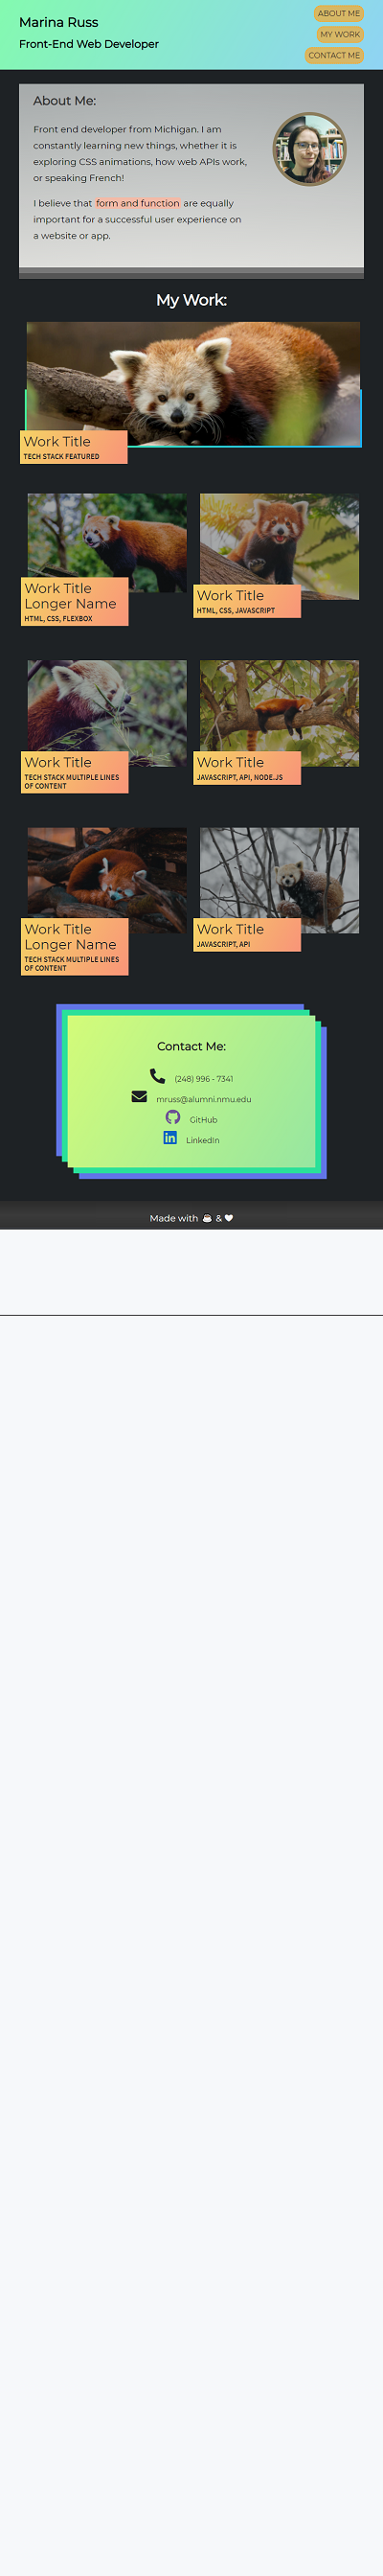 Marina Russ
Front-End Web Developer
ABOUT ME
MY WORK
CONTACT ME
About Me:
Front end developer from Michigan. I am
constantly learning new things, whether it is
exploring CSS animations, how web APIs work,
or speaking French!
I believe that form and function are equally
important for a successful user experience on
a website or app.
My Work:
Work Title
TECH STACK FEATURED
Work Title
Longer Name
HTML, CSS, FLEXBOX
Work Title
HTML, CSS, JAVASCRIPT
Work Title
TECH STACK MULTIPLE LINES
OF CONTENT
Work Title
JAVASCRIPT, API, NODE.JS
Work Title
Longer Name
TECH STACK MULTIPLE LINES
OF CONTENT
Work Title
JAVASCRIPT, API
Contact Me:
(248) 996 - 7341
mruss@alumni.nmu.edu
GitHub
LinkedIn
Made with ☕ & 🤍